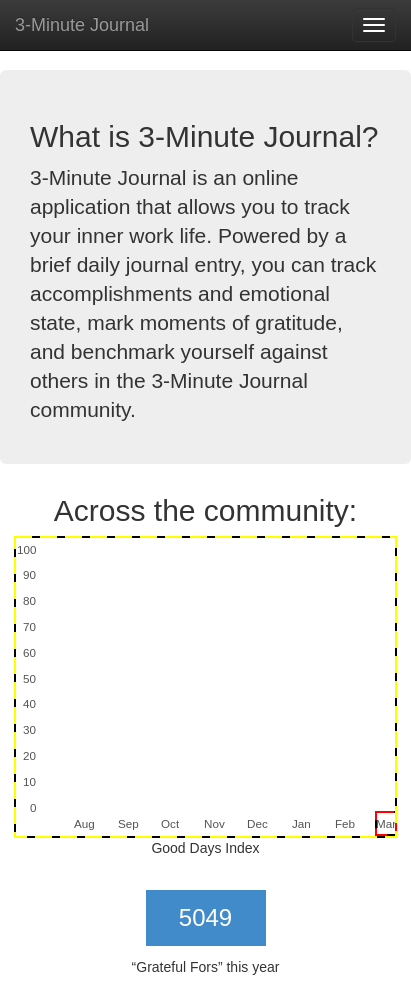 3-Minute Journal
What is 3-Minute Journal?
3-Minute Journal is an online
application that allows you to track
your inner work life. Powered by a
brief daily journal entry, you can track
accomplishments and emotional
state, mark moments of gratitude,
and benchmark yourself against
others in the 3-Minute Journal
community.
Across the community:
100
90
80
70
60
50
40
30
20
10
0
Aug Sep Oct Nov Dec Jan Feb Mar
Good Days Index
5049
“Grateful Fors” this year